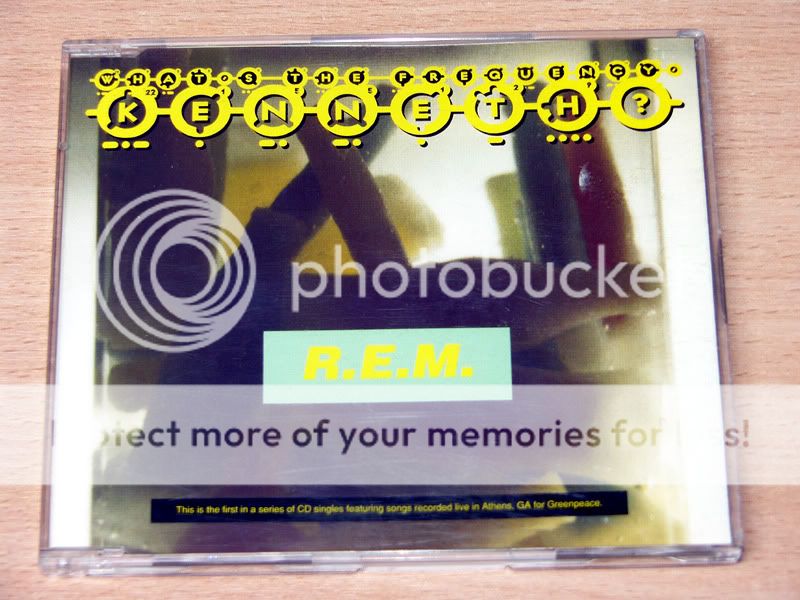 WHAT'S THE FREQUENCY,
KENNETH?
photobucke
R.E.M.
Protect more of your memories for less!
This is the first in a series of CD singles featuring songs recorded live in Athens, GA for Greenpeace.